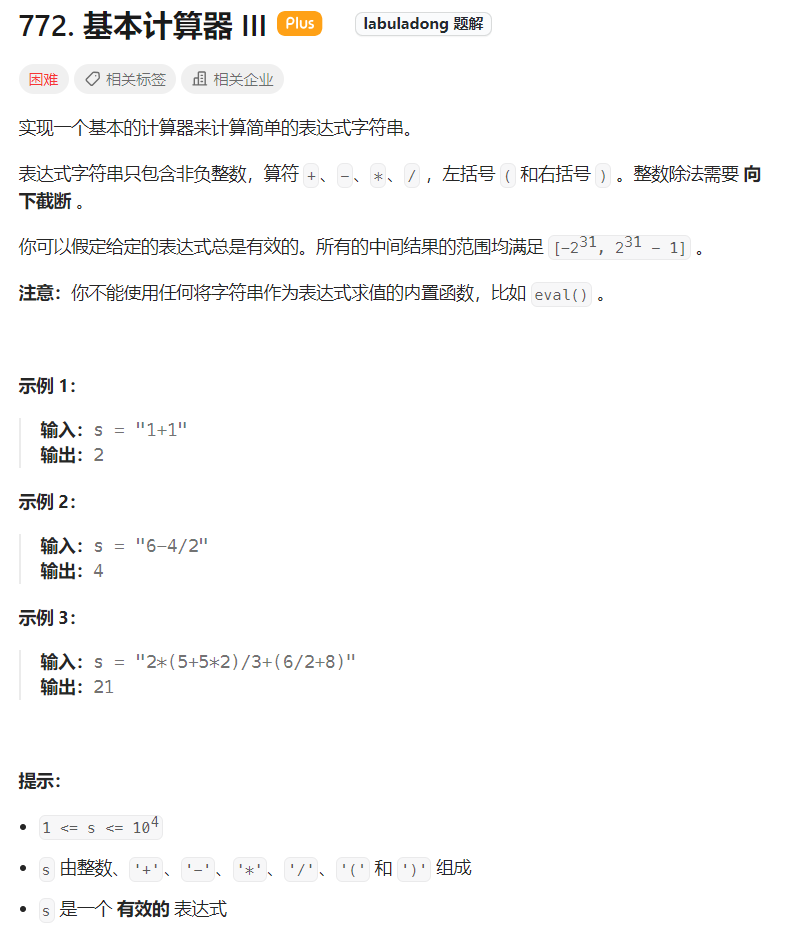 772. 基本计算器 III Plus labuladong 题解
困难 相关标签 相关企业
实现一个基本的计算器来计算简单的表达式字符串。
表达式字符串只包含非负整数，算符 +、-、*、/ ，左括号 ( 和右括号 ) 。整数除法需要 向
下截断 。
你可以假定给定的表达式总是有效的。所有的中间结果的范围均满足 [-2^31, 2^31 - 1] 。
注意：你不能使用任何将字符串作为表达式求值的内置函数，比如 eval() 。
示例 1：
输入：s = "1+1"
输出：2
示例 2：
输入：s = "6-4/2"
输出：4
示例 3：
输入：s = "2*(5+5*2)/3+(6/2+8)"
输出：21
提示：
• 1 <= s <= 10^4
• s 由整数、'+'、'-'、'*'、'/'、'(' 和 ')' 组成
• s 是一个 有效的 表达式